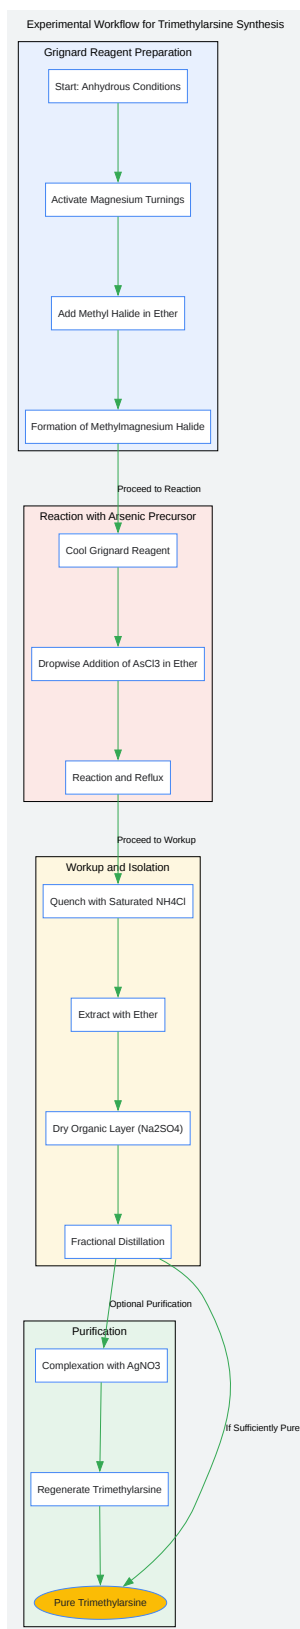 Experimental Workflow for Trimethylarsine Synthesis
Grignard Reagent Preparation
Start: Anhydrous Conditions
Activate Magnesium Turnings
Add Methyl Halide in Ether
Formation of Methylmagnesium Halide
Proceed to Reaction
Reaction with Arsenic Precursor
Cool Grignard Reagent
Dropwise Addition of AsCl3 in Ether
Reaction and Reflux
Proceed to Workup
Workup and Isolation
Quench with Saturated NH4Cl
Extract with Ether
Dry Organic Layer (Na2SO4)
Fractional Distillation
Optional Purification
Purification
Complexation with AgNO3
If Sufficiently Pure
Regenerate Trimethylarsine
Pure Trimethylarsine